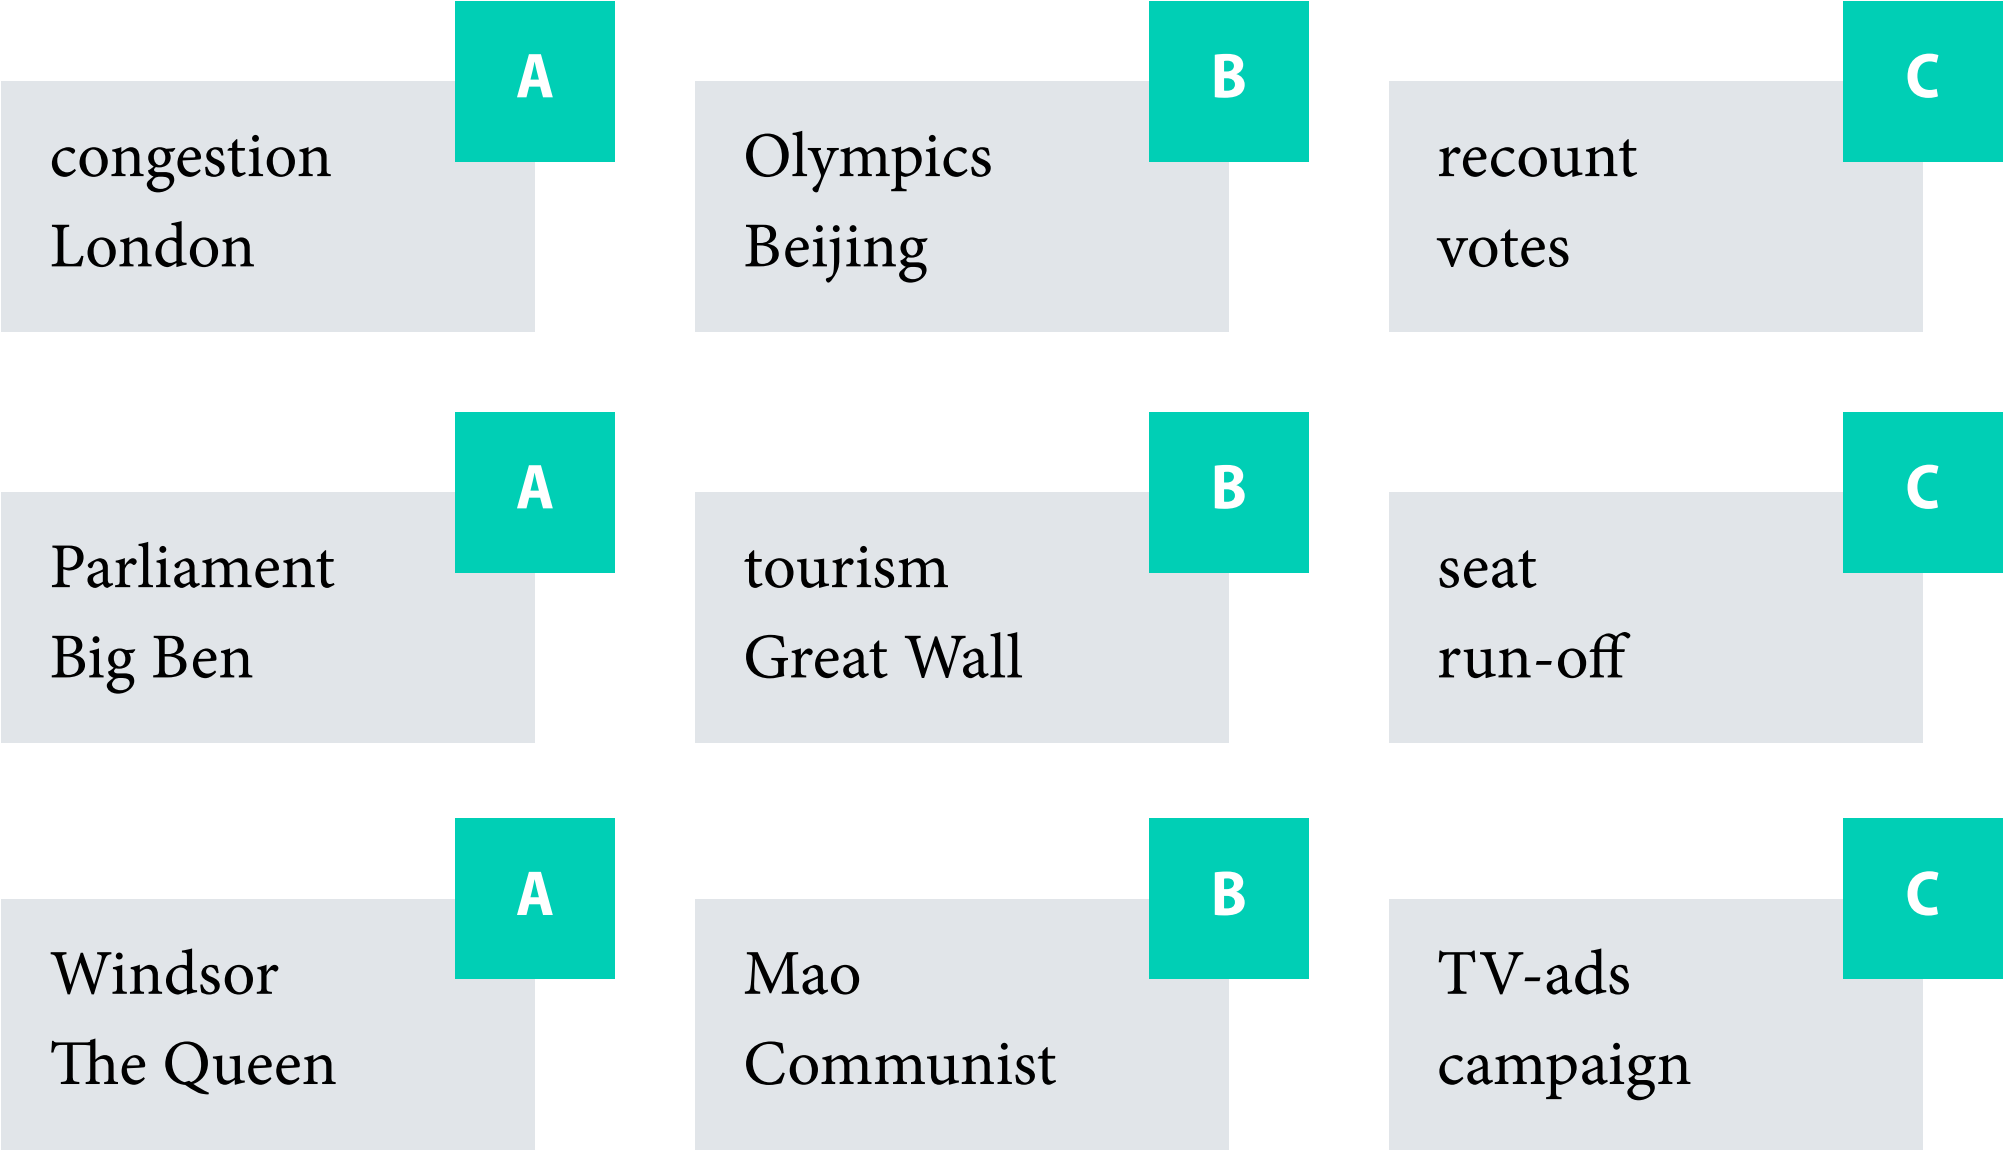 A
congestion
London
B
Olympics
Beijing
C
recount
votes
A
Parliament
Big Ben
B
tourism
Great Wall
C
seat
run-off
A
Windsor
The Queen
B
Mao
Communist
C
TV-ads
campaign